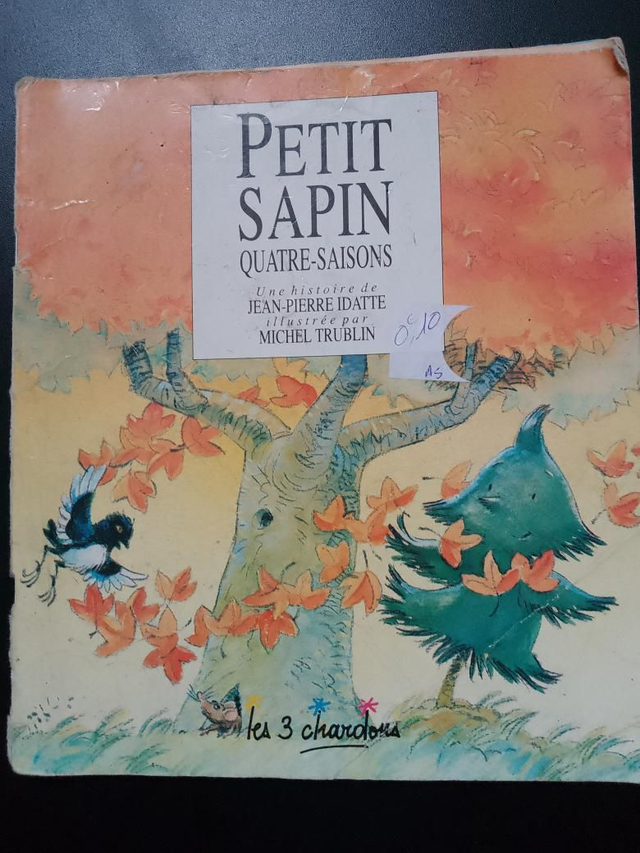 PETIT
SAPIN
QUATRE-SAISONS
Une histoire de
JEAN-PIERRE IDATTE
illustrée par
MICHEL TRUBLIN
0€,10
AS
les 3 chardons